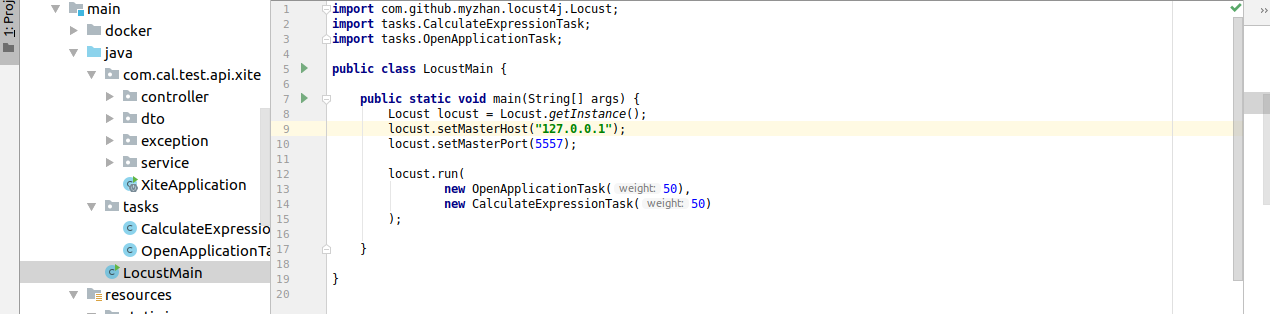 1: Proj
main
docker
java
com.cal.test.api.xite
controller
dto
exception
service
XiteApplication
tasks
CalculateExpressio
OpenApplicationTa
LocustMain
resources
1 import com.github.myzhan.locust4j.Locust;
2 import tasks.CalculateExpressionTask;
3 import tasks.OpenApplicationTask;
4
5 public class LocustMain {
6
7 public static void main(String[] args) {
8 Locust locust = Locust.getInstance();
9 locust.setMasterHost("127.0.0.1");
10 locust.setMasterPort(5557);
11
12 locust.run(
13 new OpenApplicationTask( weight: 50),
14 new CalculateExpressionTask( weight: 50)
15 );
16
17 }
18
19 }
20
››